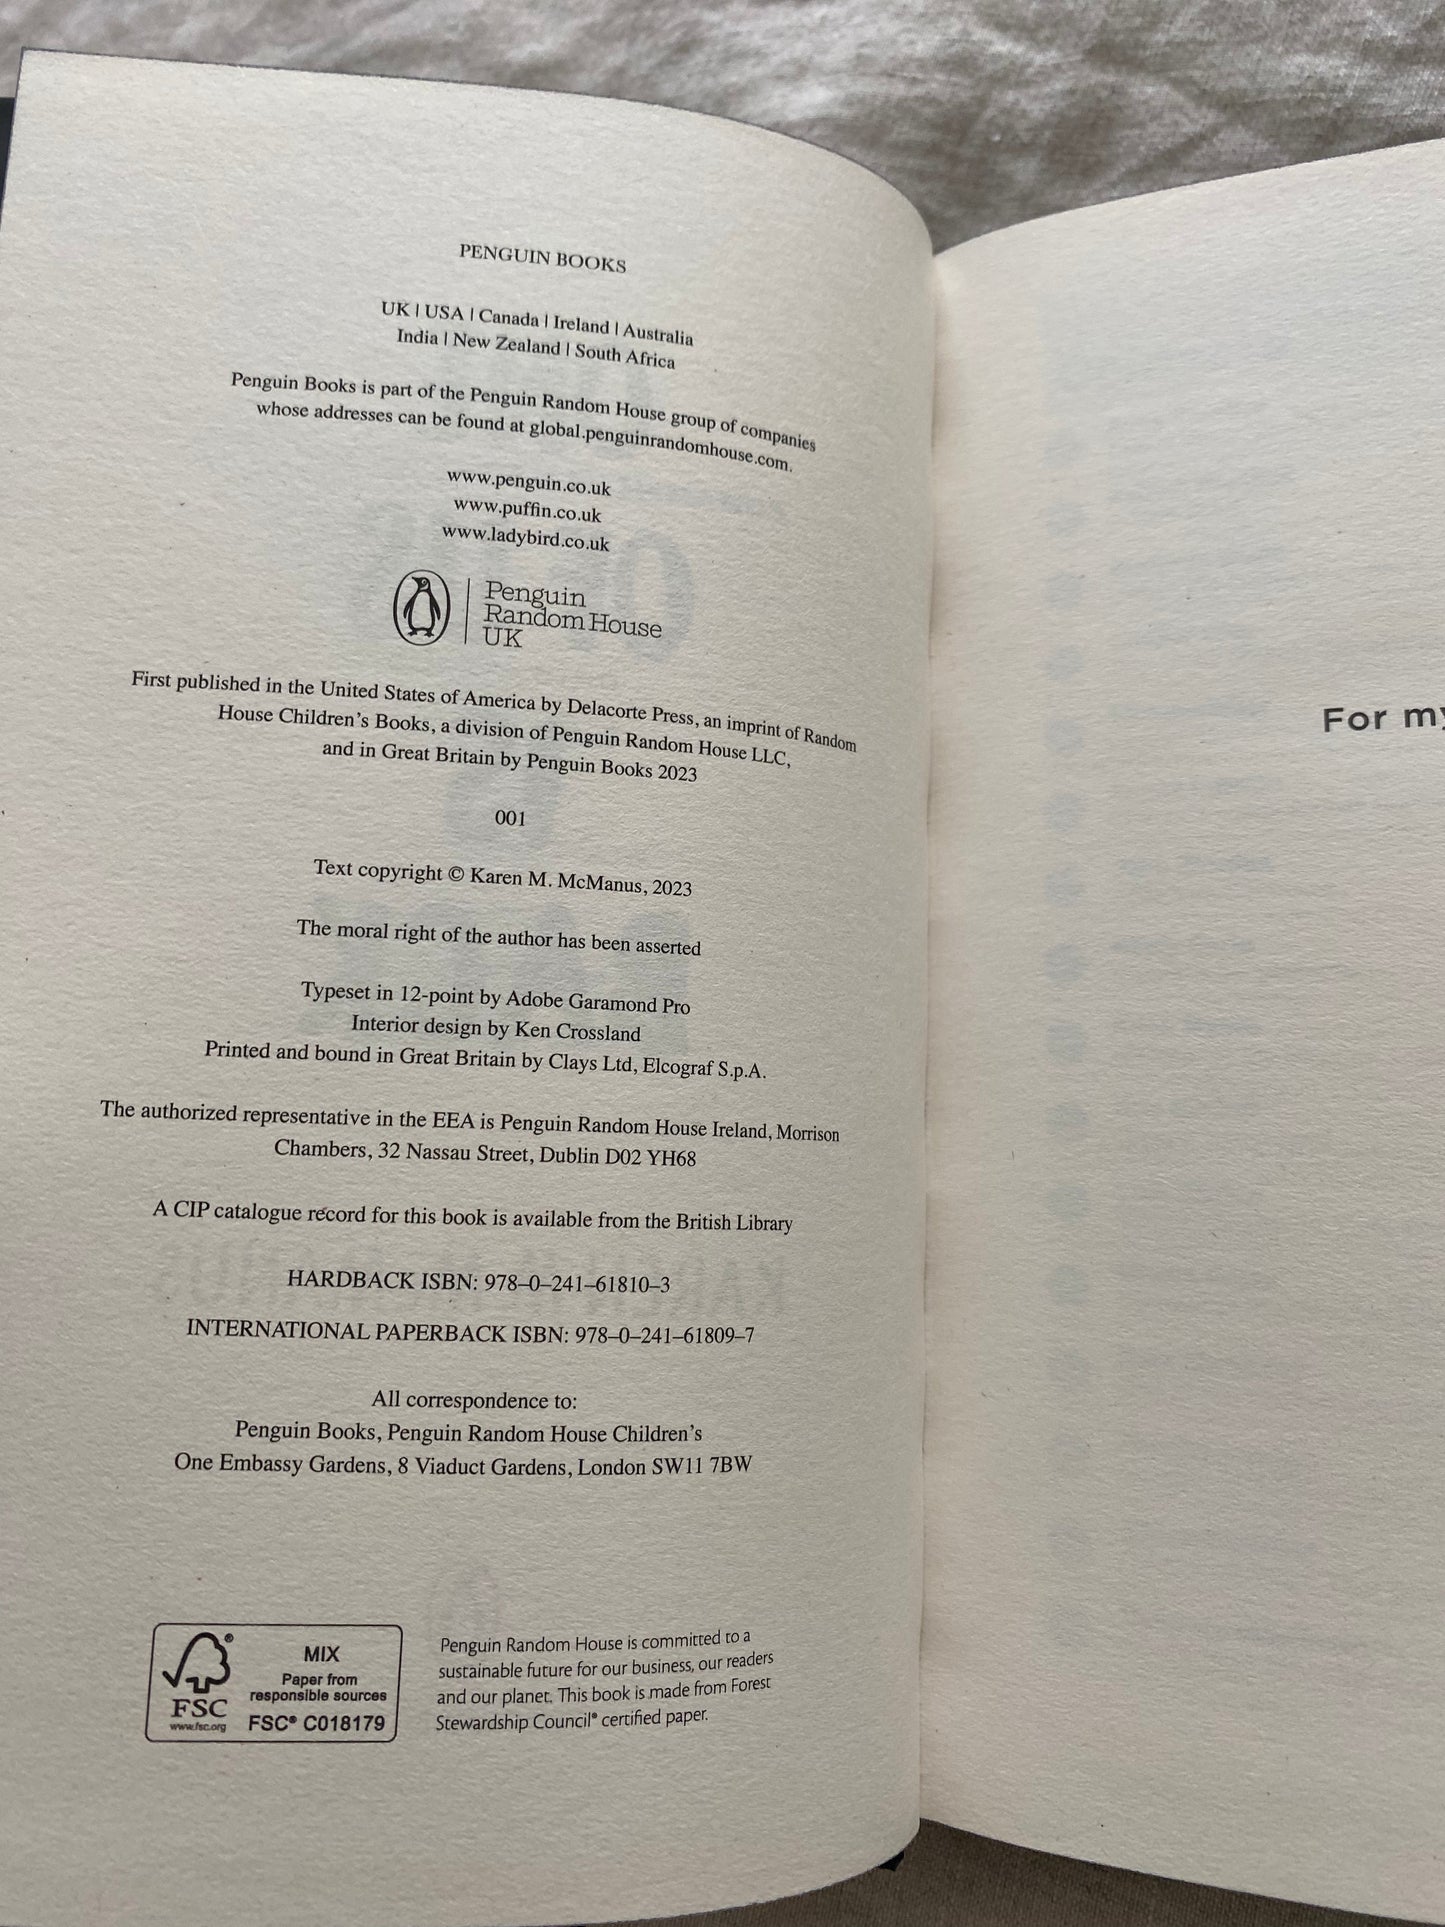 PENGUIN BOOKS
UK | USA | Canada | Ireland | Australia
India | New Zealand | South Africa
Penguin Books is part of the Penguin Random House group of companies
whose addresses can be found at global.penguinrandomhouse.com.
www.penguin.co.uk
www.puffin.co.uk
www.ladybird.co.uk
Penguin
Random House
UK
First published in the United States of America by Delacorte Press, an imprint of Random
House Children's Books, a division of Penguin Random House LLC,
and in Great Britain by Penguin Books 2023
001
Text copyright © Karen M. McManus, 2023
The moral right of the author has been asserted
Typeset in 12-point by Adobe Garamond Pro
Interior design by Ken Crossland
Printed and bound in Great Britain by Clays Ltd, Elcograf S.p.A.
The authorized representative in the EEA is Penguin Random House Ireland, Morrison
Chambers, 32 Nassau Street, Dublin D02 YH68
A CIP catalogue record for this book is available from the British Library
HARDBACK ISBN: 978–0–241–61810–3
INTERNATIONAL PAPERBACK ISBN: 978–0–241–61809–7
All correspondence to:
Penguin Books, Penguin Random House Children's
One Embassy Gardens, 8 Viaduct Gardens, London SW11 7BW
FSC
www.fsc.org
MIX
Paper from
responsible sources
FSC® C018179
Penguin Random House is committed to a
sustainable future for our business, our readers
and our planet. This book is made from Forest
Stewardship Council® certified paper.
For my